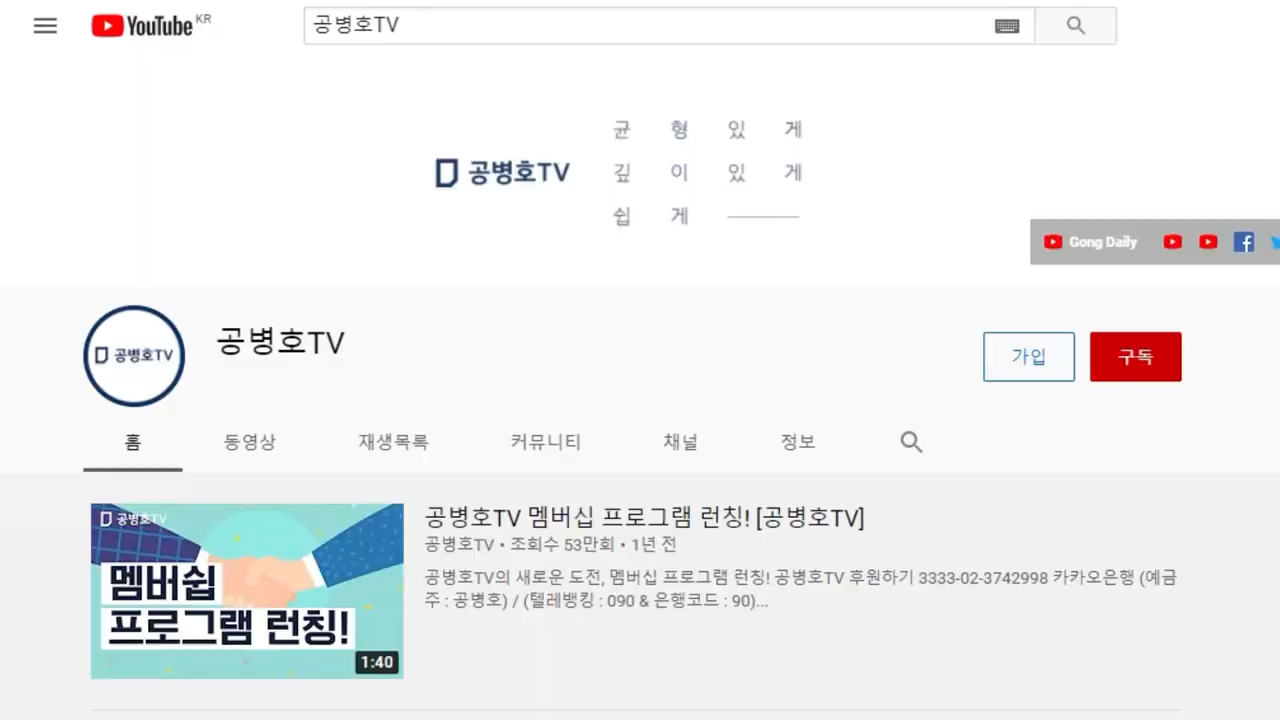 YouTube KR
공병호TV
균 형 있 게
공병호TV
깊 이 있 게
쉽 게
Gong Daily
공병호TV
공병호TV
가입
구독
홈
동영상
재생목록
커뮤니티
채널
정보
공병호TV
멤버쉽
프로그램 런칭!
1:40
공병호TV 멤버십 프로그램 런칭! [공병호TV]
공병호TV • 조회수 53만회 • 1년 전
공병호TV의 새로운 도전, 멤버십 프로그램 런칭! 공병호TV 후원하기 3333-02-3742998 카카오은행 (예금
주 : 공병호) / (텔레뱅킹 : 090 & 은행코드 : 90)...